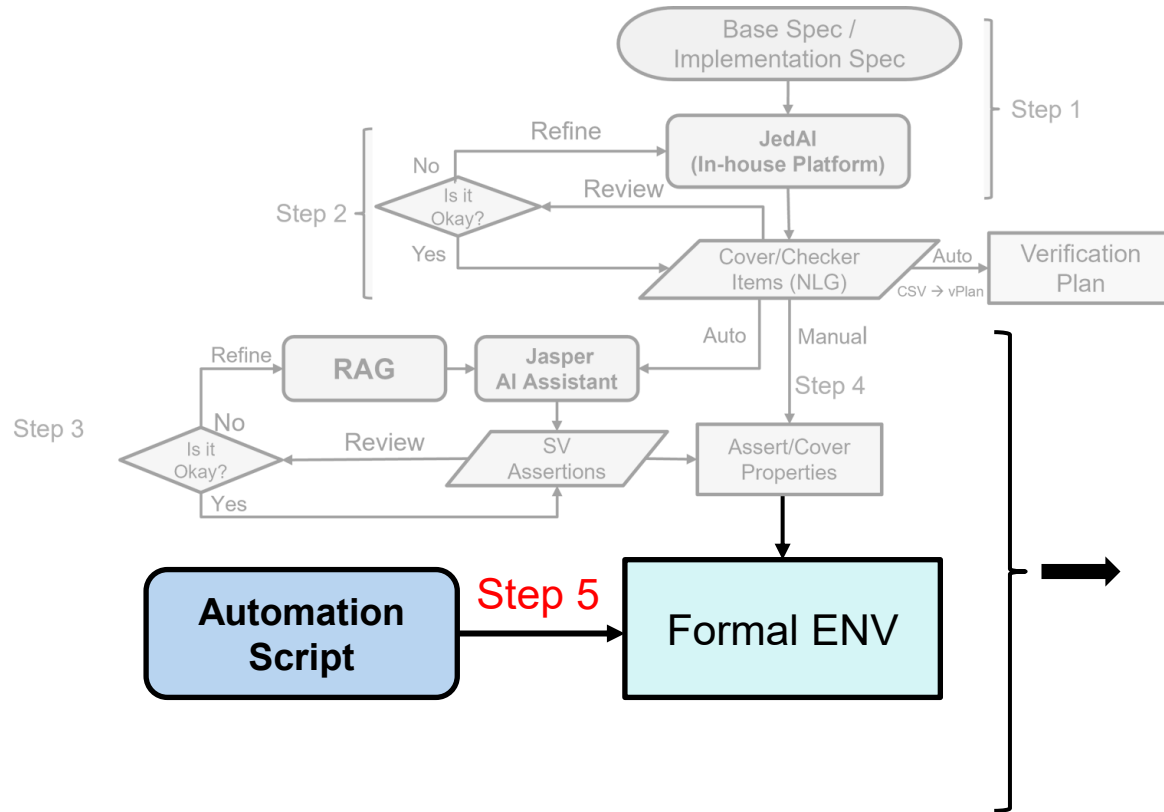 Base Spec /
Implementation Spec
Step 1
Refine
JedAI
(In-house Platform)
No
Review
Is it
Okay?
Step 2
Yes
Cover/Checker
Items (NLG)
Auto
CSV → vPlan
Verification
Plan
Auto
Manual
Refine
RAG
Jasper
AI Assistant
Step 4
Step 3
No
Is it
Okay?
Review
SV
Assertions
Assert/Cover
Properties
Yes
Automation
Script
Step 5
Formal ENV